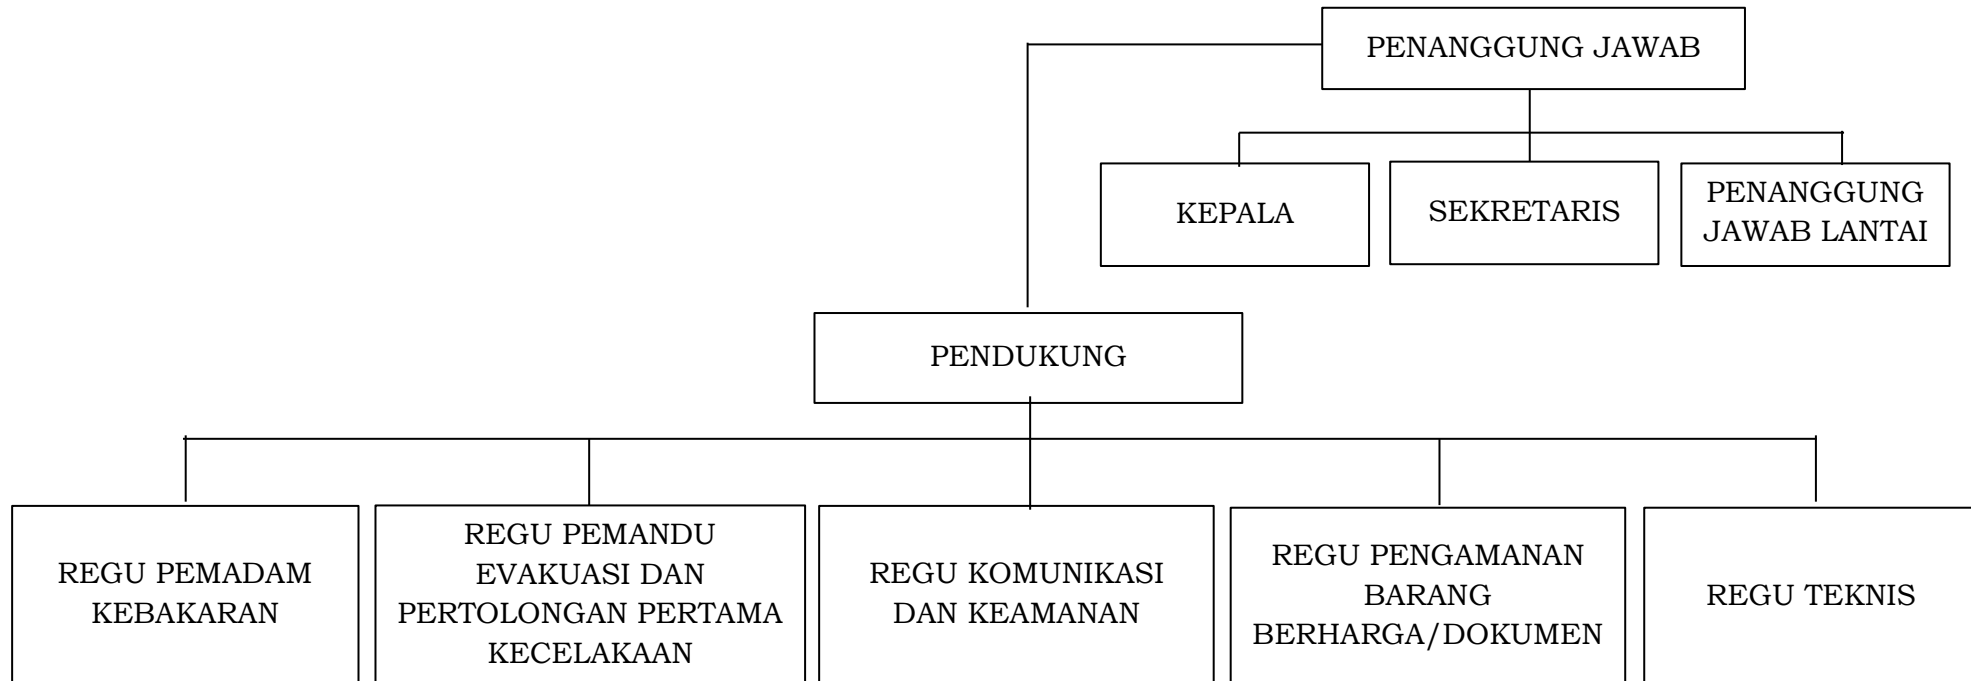 PENANGGUNG JAWAB
KEPALA
SEKRETARIS
PENANGGUNG
JAWAB LANTAI
PENDUKUNG
REGU PEMADAM
KEBAKARAN
REGU PEMANDU
EVAKUASI DAN
PERTOLONGAN PERTAMA
KECELAKAAN
REGU KOMUNIKASI
DAN KEAMANAN
REGU PENGAMANAN
BARANG
BERHARGA/DOKUMEN
REGU TEKNIS